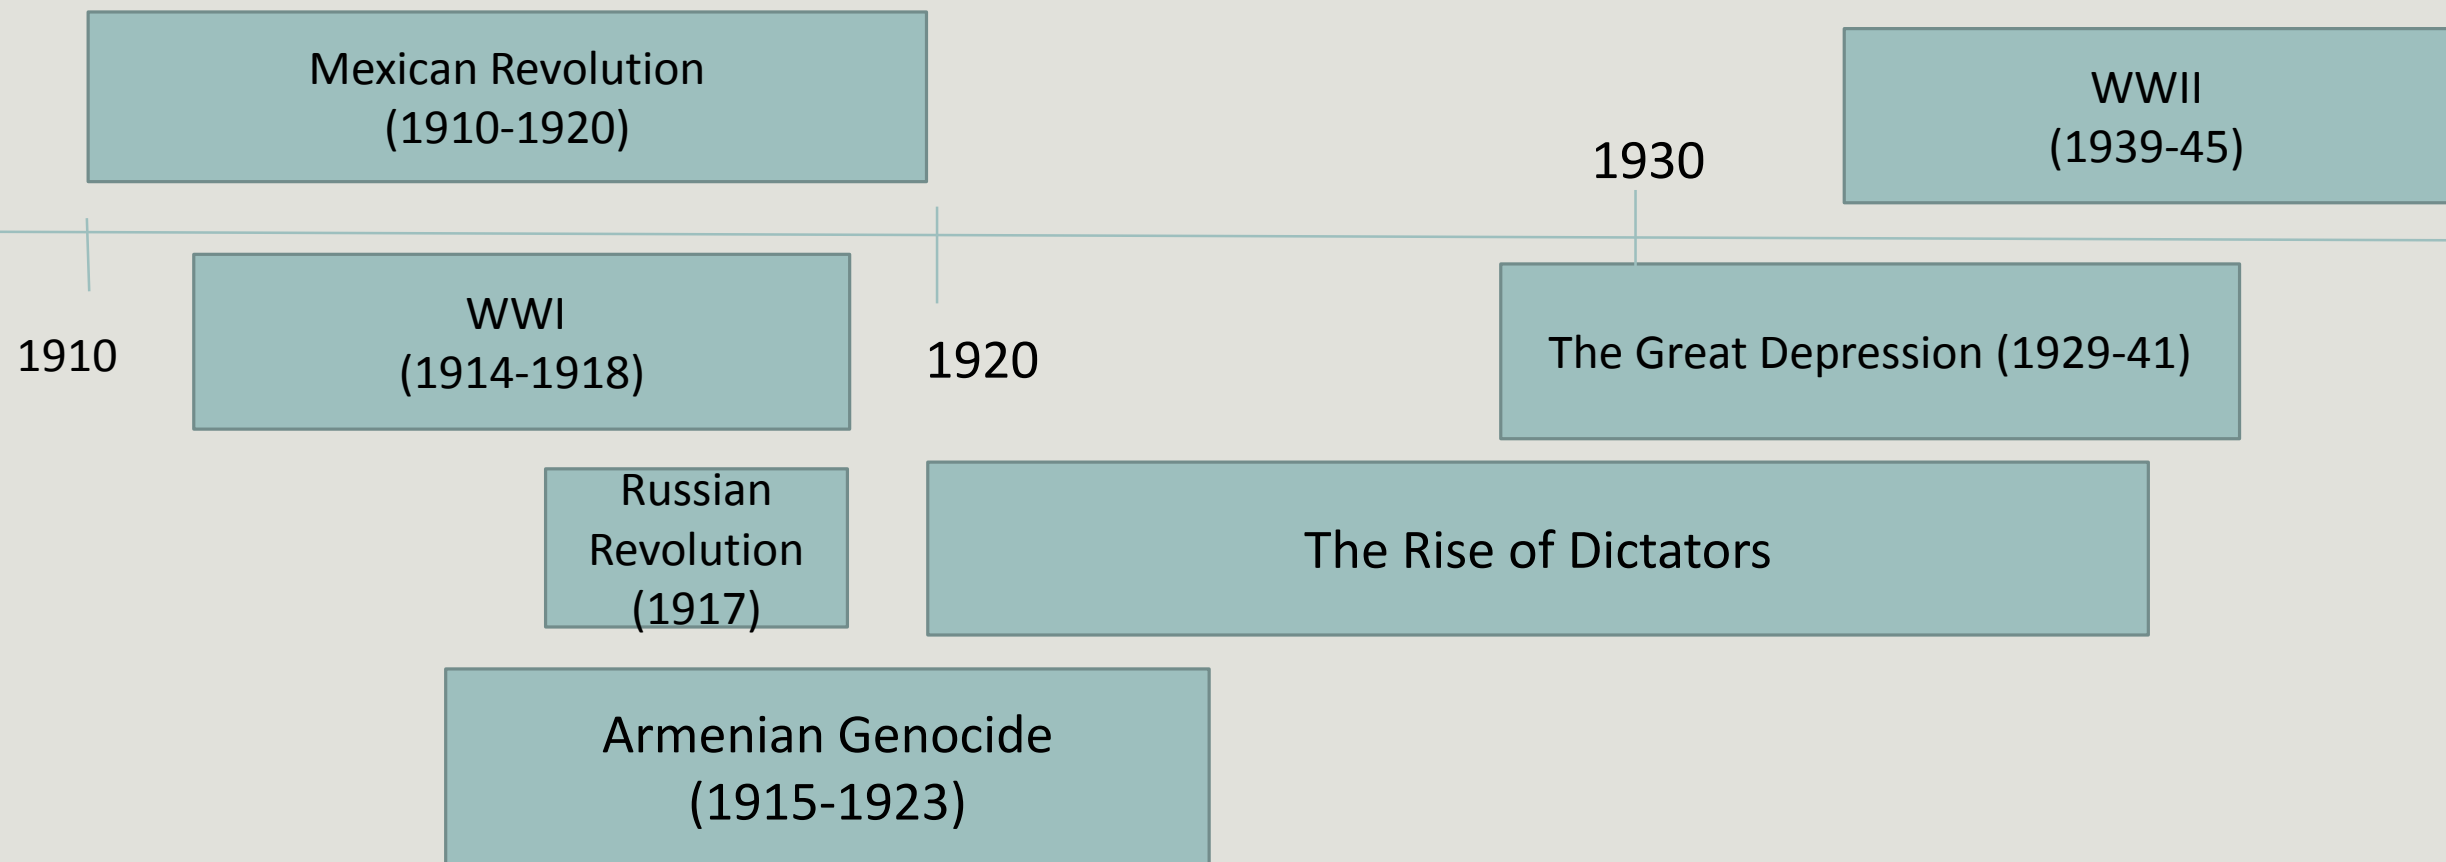 Mexican Revolution
(1910-1920)
WWII
(1939-45)
1930
WWI
(1914-1918)
1910
1920
The Great Depression (1929-41)
Russian
Revolution
(1917)
The Rise of Dictators
Armenian Genocide
(1915-1923)